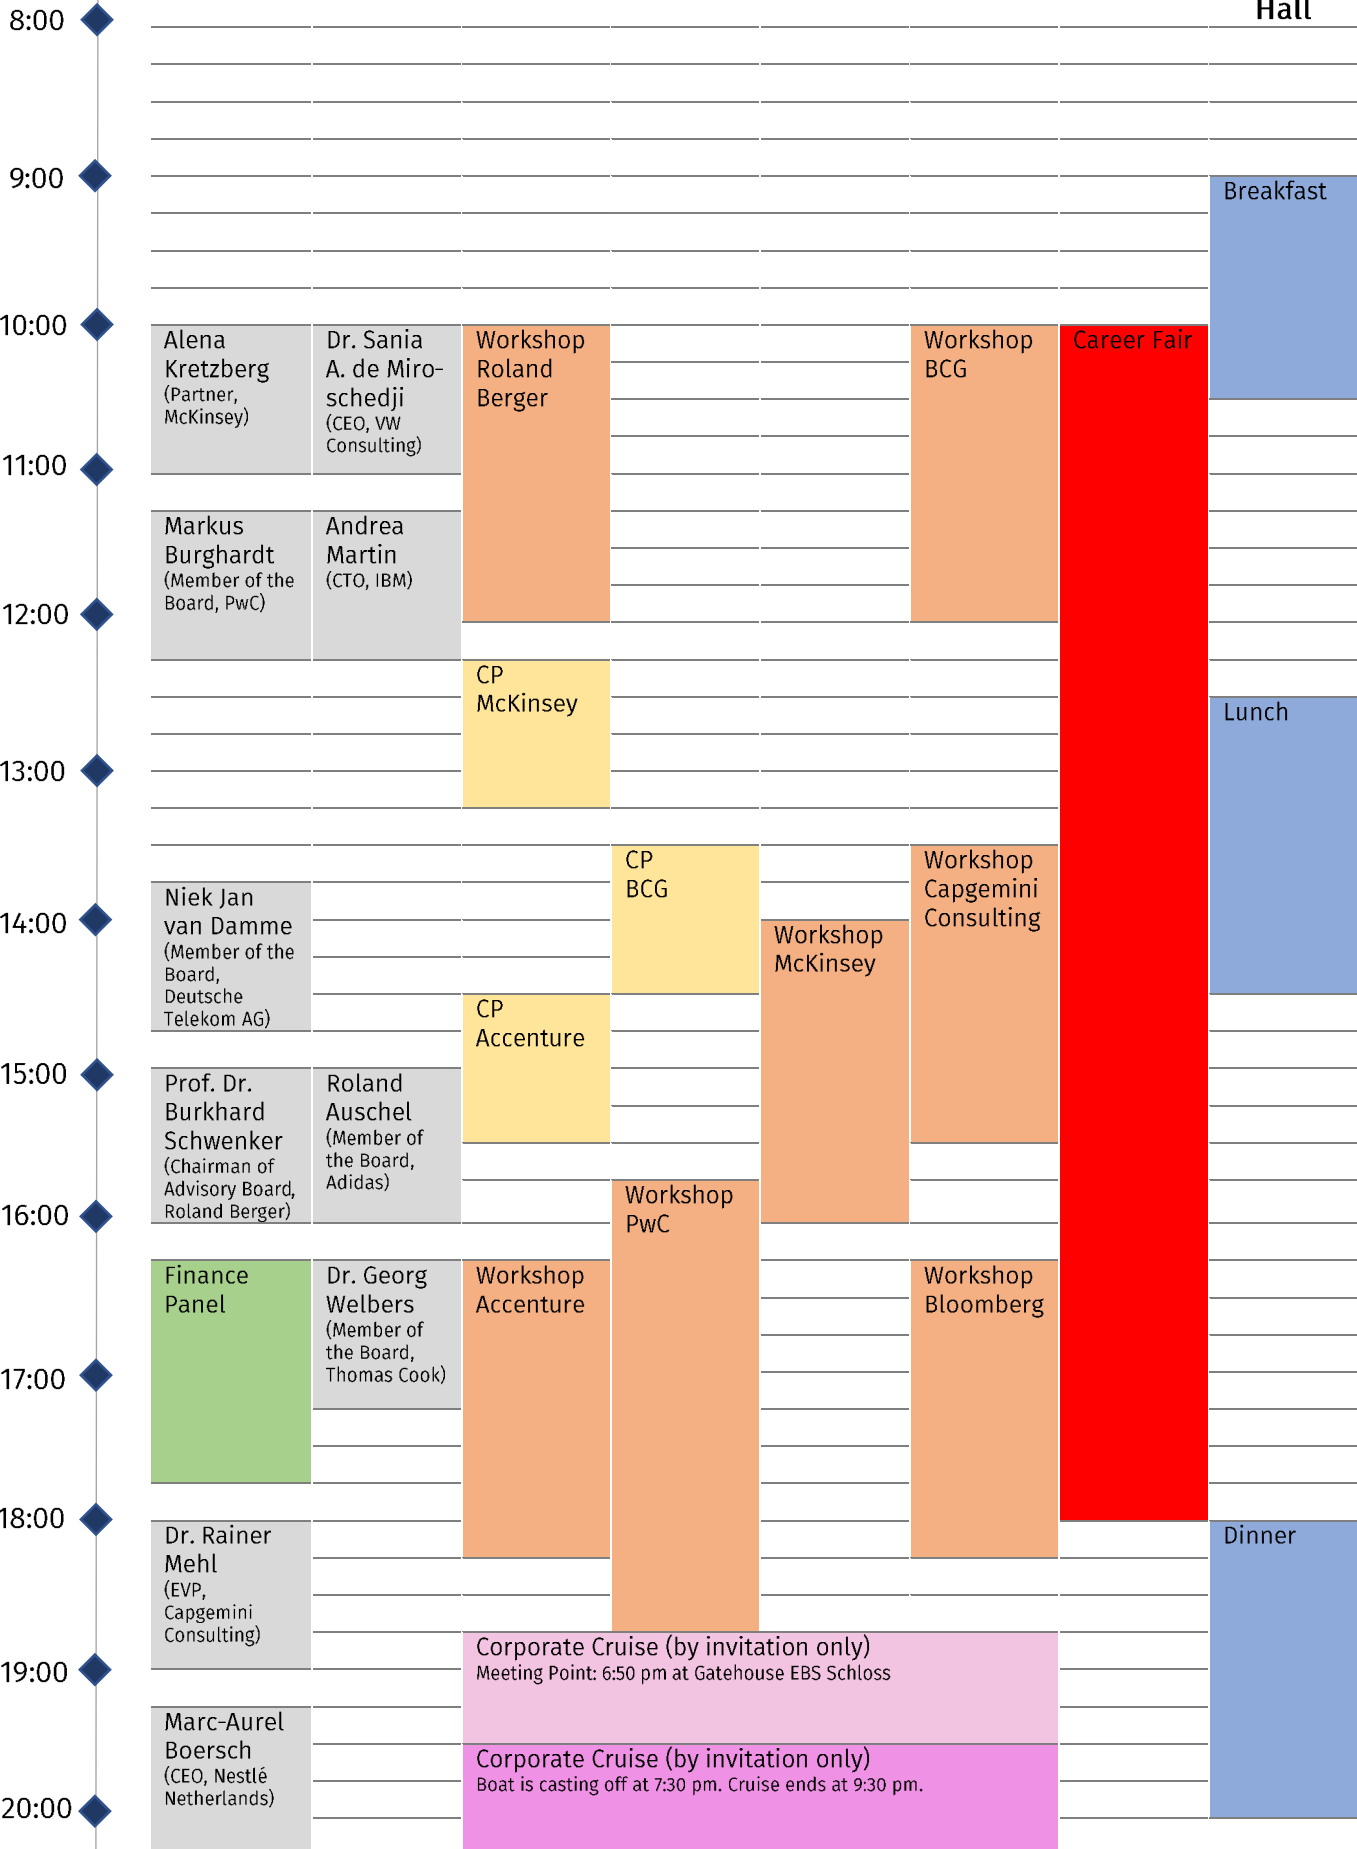 Hall
8:00
9:00
Breakfast
10:00
Alena
Kretzberg
(Partner,
McKinsey)
Dr. Sania
A. de Miro-
schedji
(CEO, VW
Consulting)
Workshop
Roland
Berger
Workshop
BCG
Career Fair
11:00
Markus
Burghardt
(Member of the
Board, PwC)
Andrea
Martin
(CTO, IBM)
12:00
CP
McKinsey
Lunch
13:00
CP
BCG
Workshop
Capgemini
Consulting
Niek Jan
van Damme
(Member of the
Board,
Deutsche
Telekom AG)
14:00
Workshop
McKinsey
CP
Accenture
15:00
Prof. Dr.
Burkhard
Schwenker
(Chairman of
Advisory Board,
Roland Berger)
Roland
Auschel
(Member of
the Board,
Adidas)
Workshop
PwC
16:00
Finance
Panel
Dr. Georg
Welbers
(Member of
the Board,
Thomas Cook)
Workshop
Accenture
Workshop
Bloomberg
17:00
18:00
Dr. Rainer
Mehl
(EVP,
Capgemini
Consulting)
Dinner
Corporate Cruise (by invitation only)
Meeting Point: 6:50 pm at Gatehouse EBS Schloss
19:00
Marc-Aurel
Boersch
(CEO, Nestlé
Netherlands)
Corporate Cruise (by invitation only)
Boat is casting off at 7:30 pm. Cruise ends at 9:30 pm.
20:00